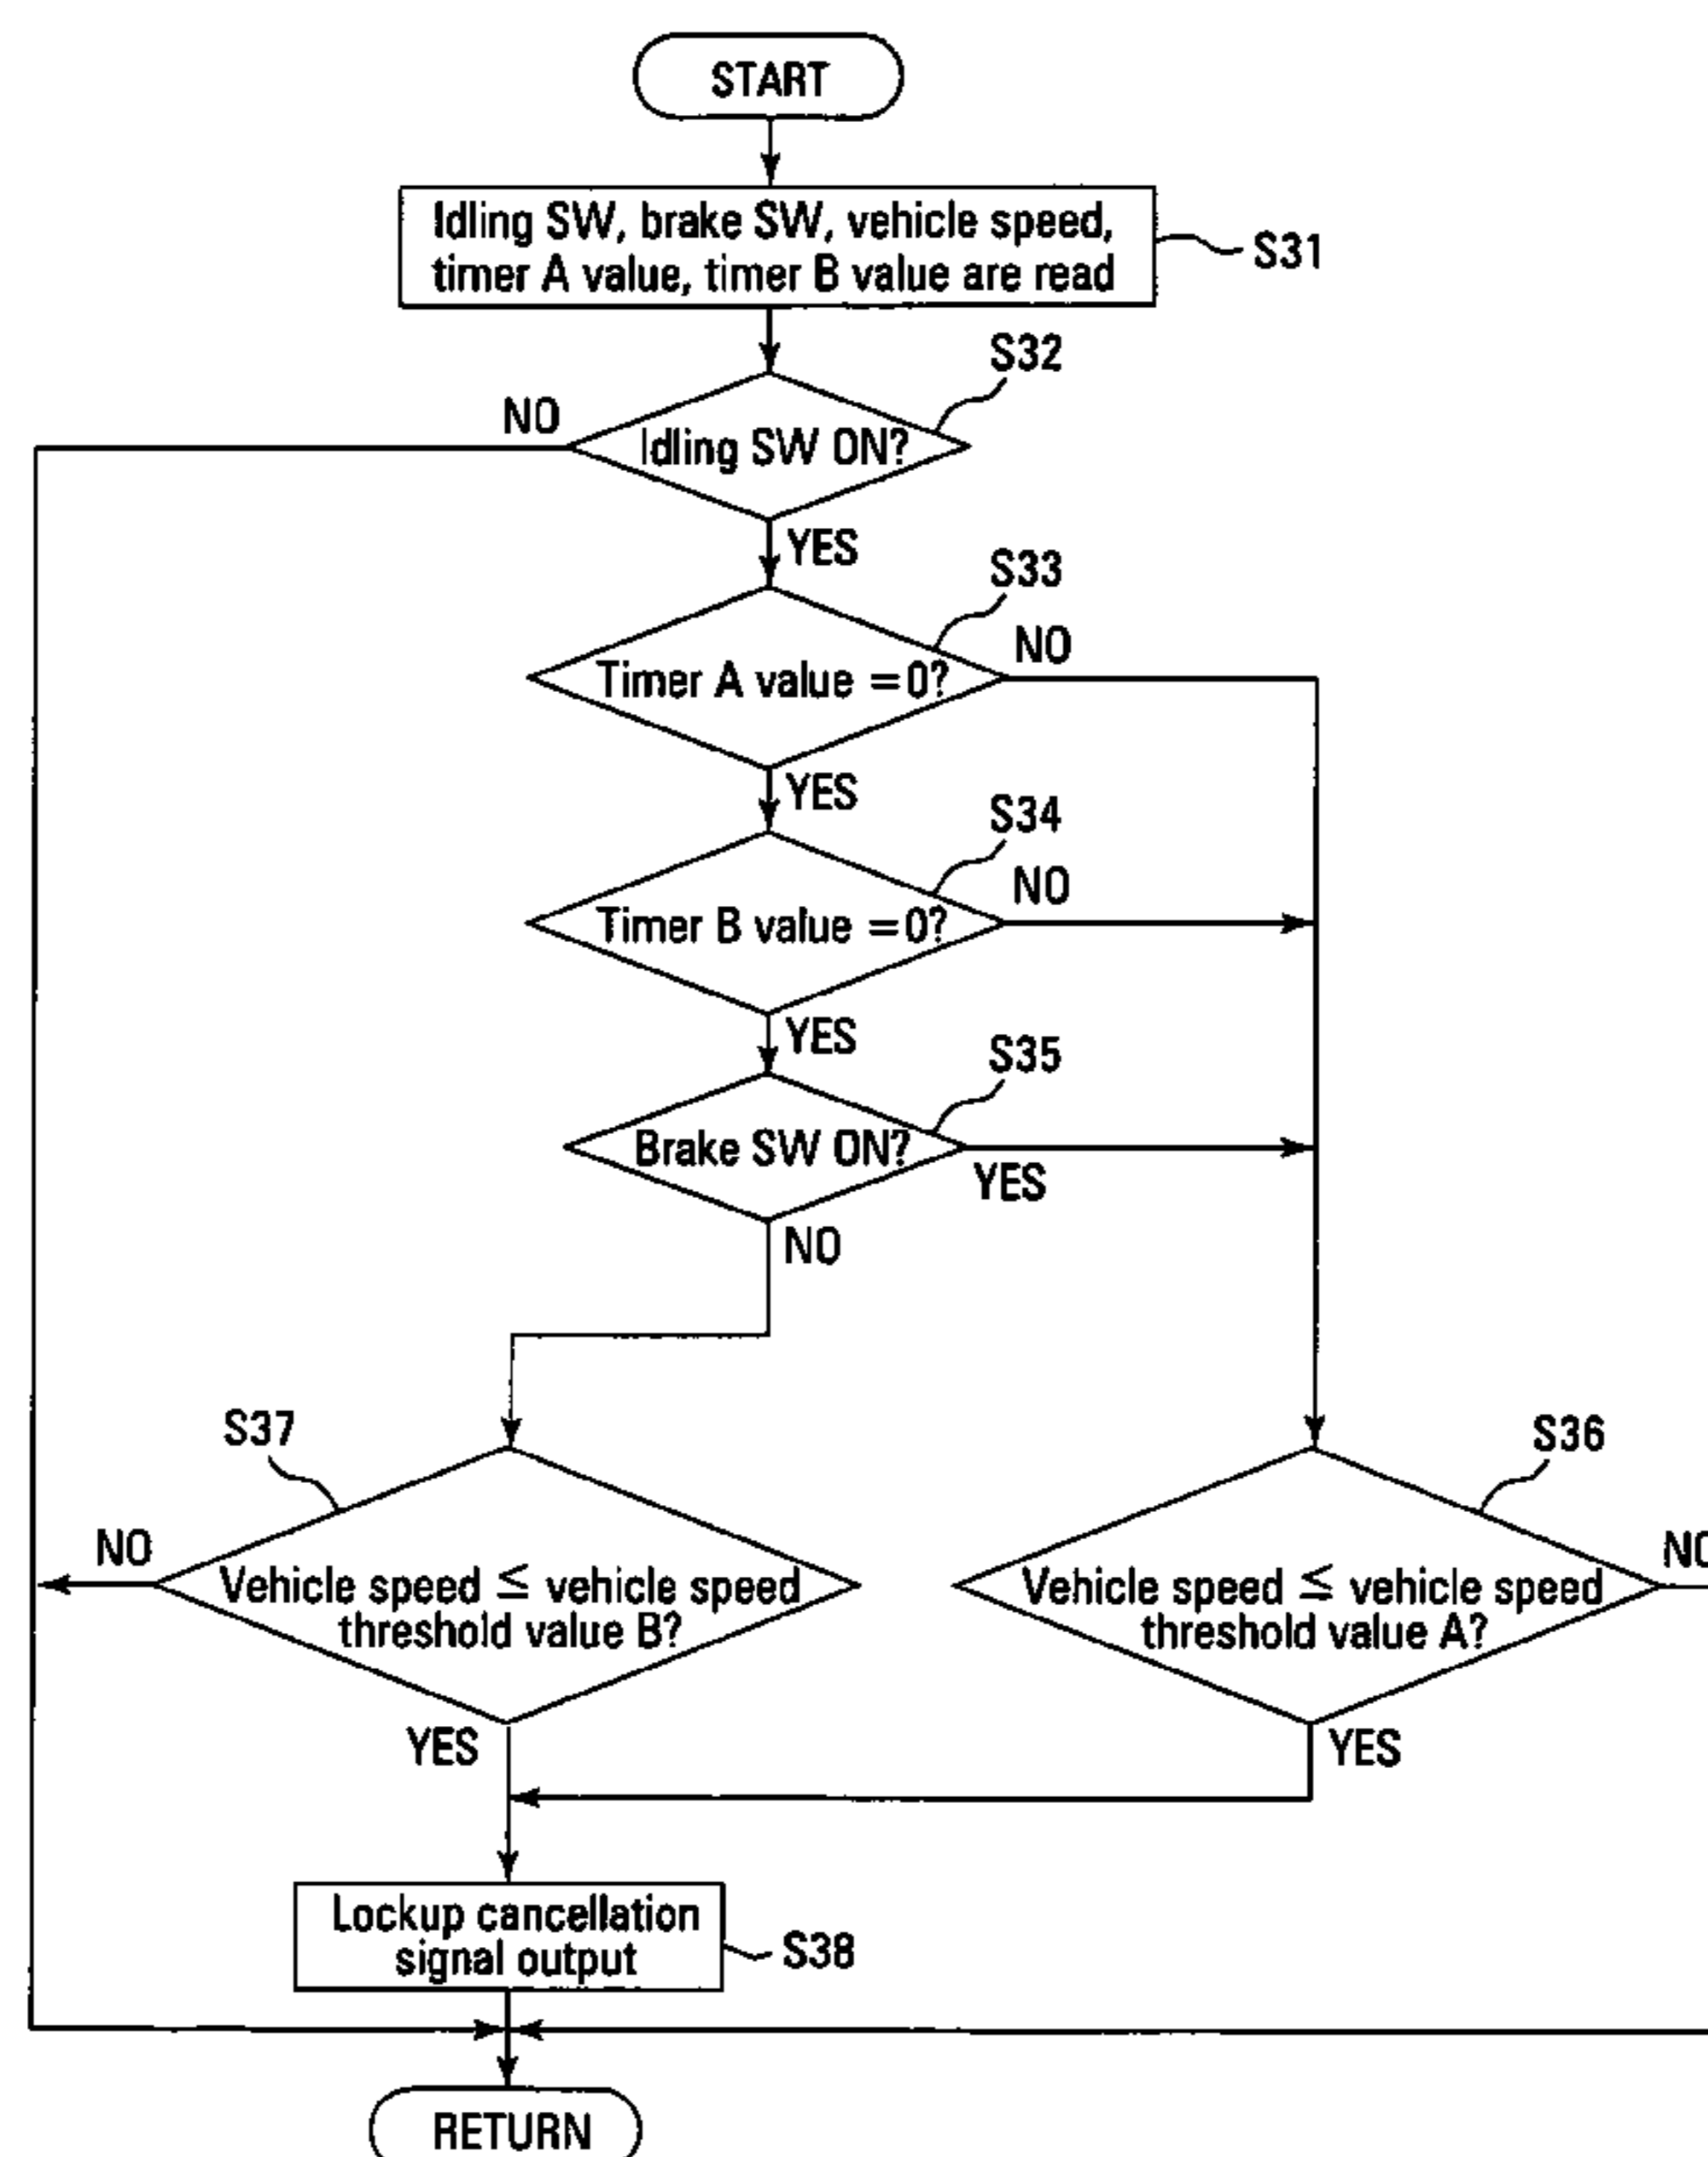 START
Idling SW, brake SW, vehicle speed,
timer A value, timer B value are read
S31
S32
NO
Idling SW ON?
YES
S33
NO
Timer A value =0?
YES
S34
NO
Timer B value =0?
YES
S35
Brake SW ON?
YES
NO
S37
S36
NO
Vehicle speed ≦ vehicle speed
threshold value B?
NO
Vehicle speed ≦ vehicle speed
threshold value A?
YES
YES
Lockup cancellation
signal output
S38
RETURN